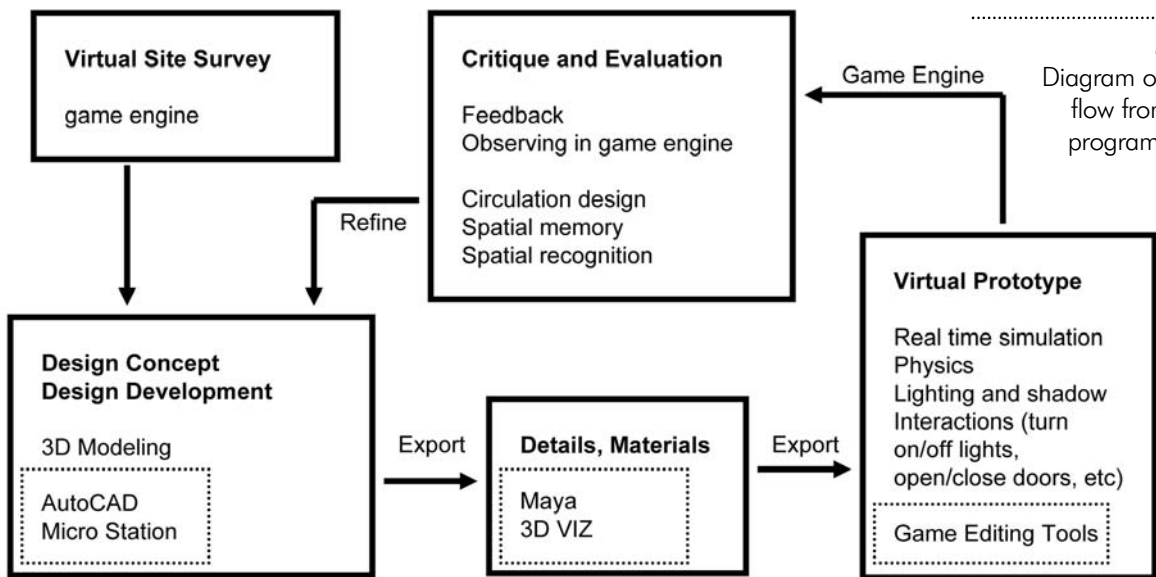 Virtual Site Survey
game engine
Critique and Evaluation
Feedback
Observing in game engine
Circulation design
Spatial memory
Spatial recognition
Game Engine
Diagram
flow
program
Refine
Design Concept
Design Development
3D Modeling
AutoCAD
Micro Station
Export
Details, Materials
Maya
3D VIZ
Export
Virtual Prototype
Real time simulation
Physics
Lighting and shadow
Interactions (turn
on/off lights,
open/close doors, etc)
Game Editing Tools